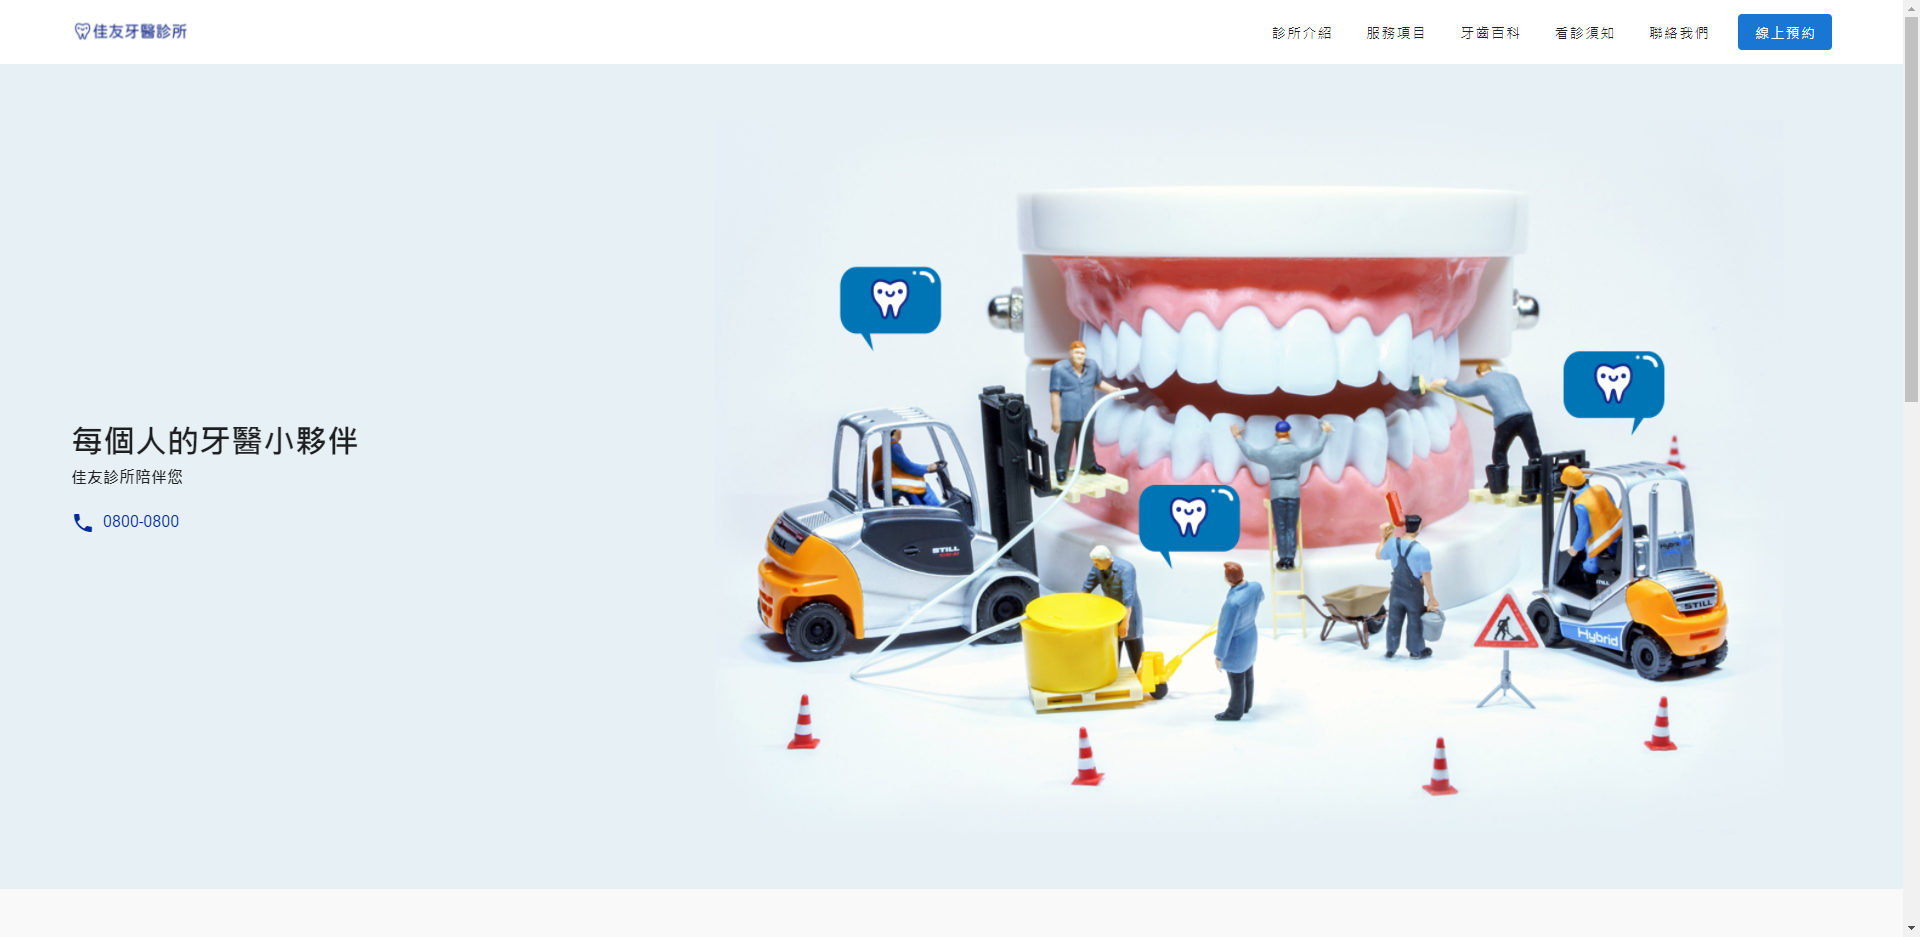 佳友牙醫診所
診所介紹
服務項目
牙齒百科
看診須知
聯絡我們
線上預約
每個人的牙醫小夥伴
佳友診所陪伴您
0800-0800
STILL
STILL
Hybrid